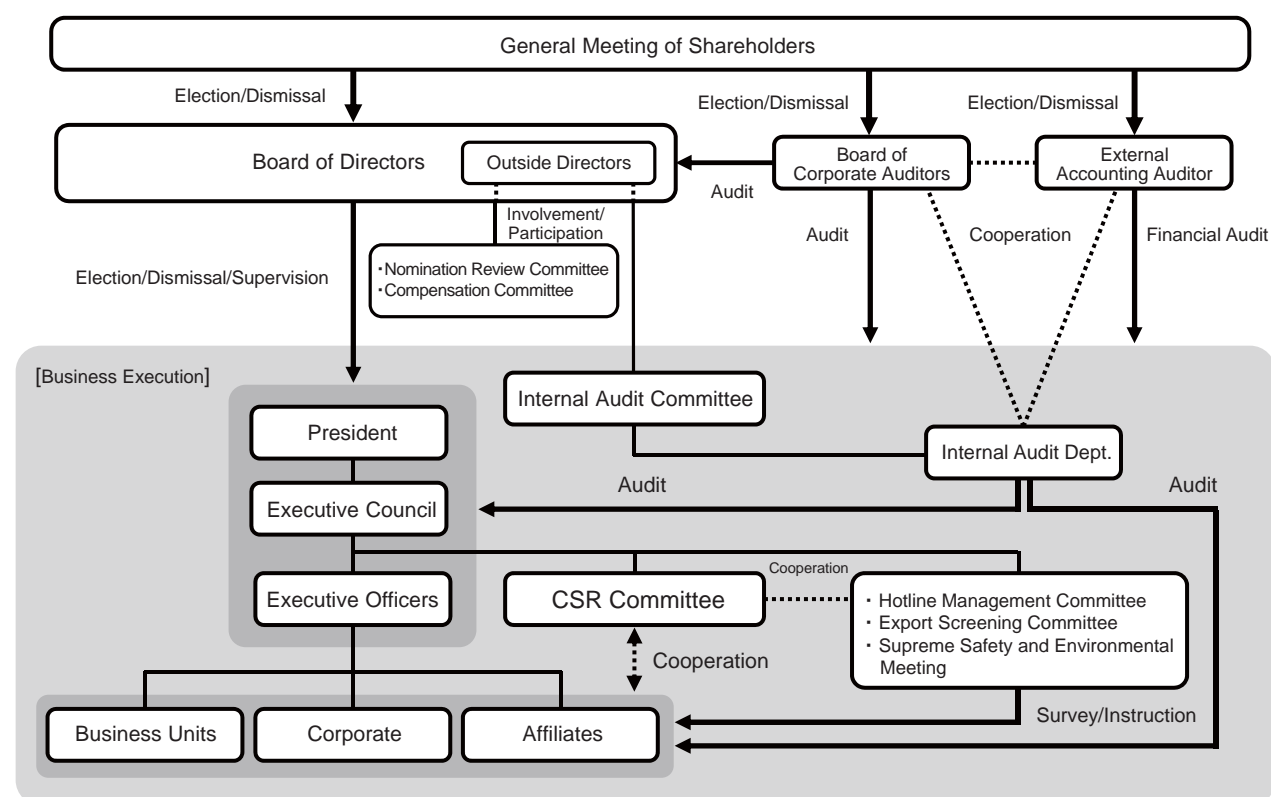 General Meeting of Shareholders
Election/Dismissal
Election/Dismissal
Election/Dismissal
Board of Directors
Outside Directors
Board of
Corporate Auditors
External
Accounting Auditor
Audit
Involvement/
Participation
Audit
Cooperation
Financial Audit
Election/Dismissal/Supervision
・Nomination Review Committee
・Compensation Committee
[Business Execution]
Internal Audit Committee
President
Internal Audit Dept.
Audit
Audit
Executive Council
Cooperation
Executive Officers
CSR Committee
・ Hotline Management Committee
・ Export Screening Committee
・ Supreme Safety and Environmental
Meeting
Cooperation
Survey/Instruction
Business Units
Corporate
Affiliates